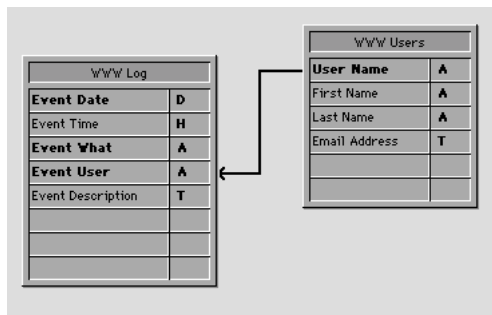 WWW Log
Event Date D
Event Time H
Event What A
Event User A
Event Description T
WWW Users
User Name A
First Name A
Last Name A
Email Address T